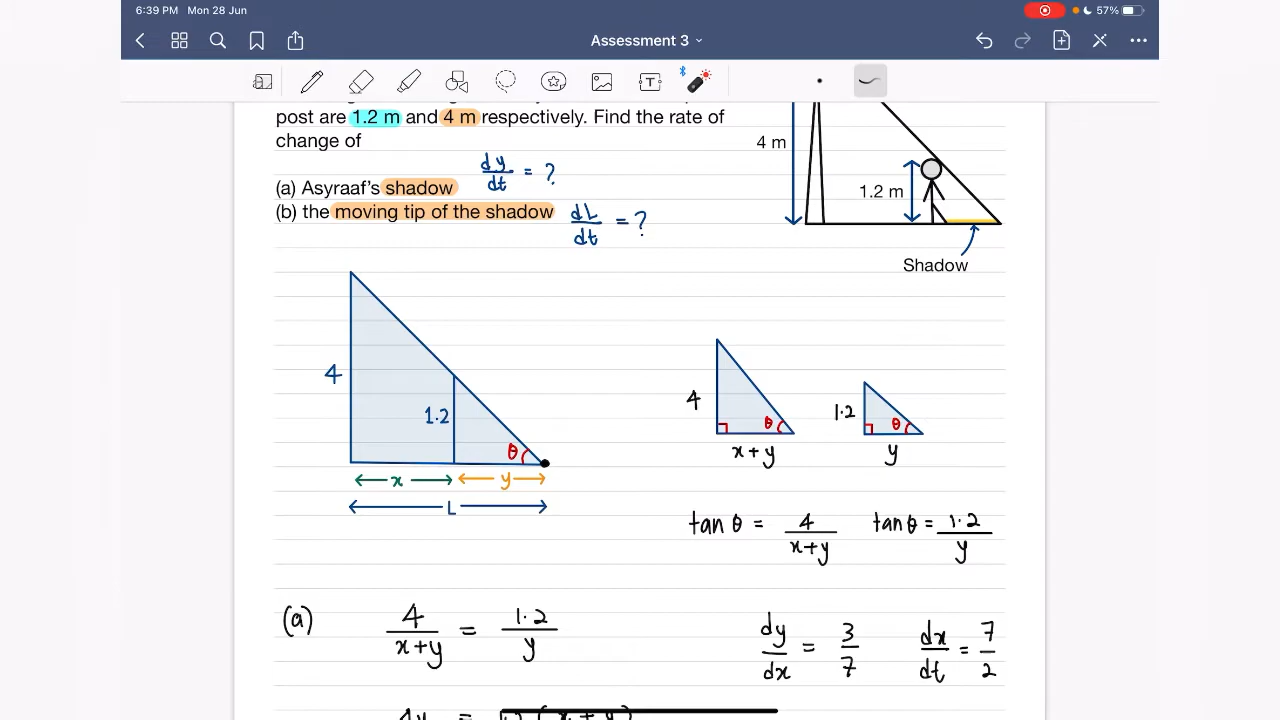 6:39 PM Mon 28 Jun
57%
Assessment 3
post are 1.2 m and 4 m respectively. Find the rate of
change of
(a) Asyraaf's shadow dy/dt = ?
(b) the moving tip of the shadow dL/dt = ?
4 m
1.2 m
Shadow
4
1.2
θ
x
y
L
4
θ
x+y
1.2
θ
y
tan θ = 4/(x+y) tan θ = 1.2/y
(a) 4/(x+y) = 1.2/y
dy/dx = 3/7 dx/dt = 7/2
4y = 1.2 (x + y)